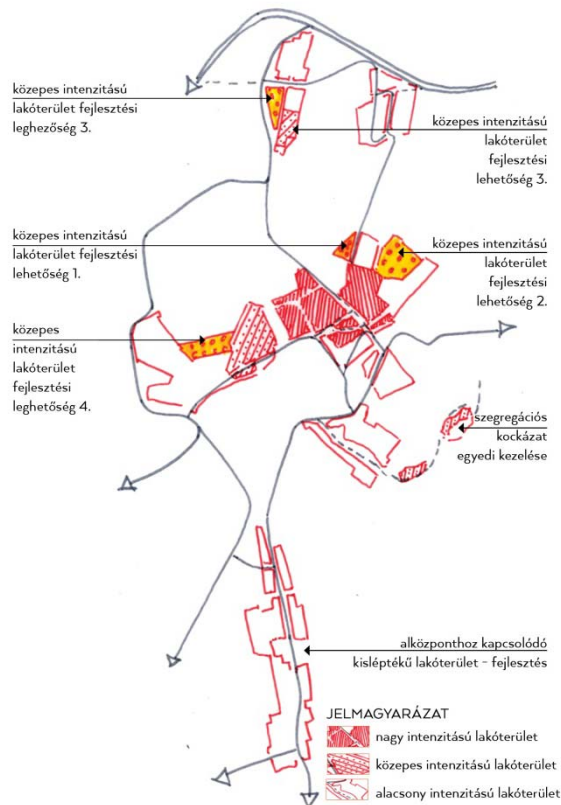 közepes intenzitású
lakóterület fejlesztési
leghezőség 3.
közepes intenzitású
lakóterület
fejlesztési
lehetőség 3.
közepes intenzitású
lakóterület fejlesztési
lehetőség 1.
közepes intenzitású
lakóterület
fejlesztési
lehetőség 2.
közepes
intenzitású
lakóterület
fejlesztési
leghetőség 4.
szegregációs
kockázat
egyedi kezelése
alközponthoz kapcsolódó
kisléptékű lakóterület - fejlesztés
JELMAGYARÁZAT
nagy intenzitású lakóterület
közepes intenzitású lakóterület
alacsony intenzitású lakóterület